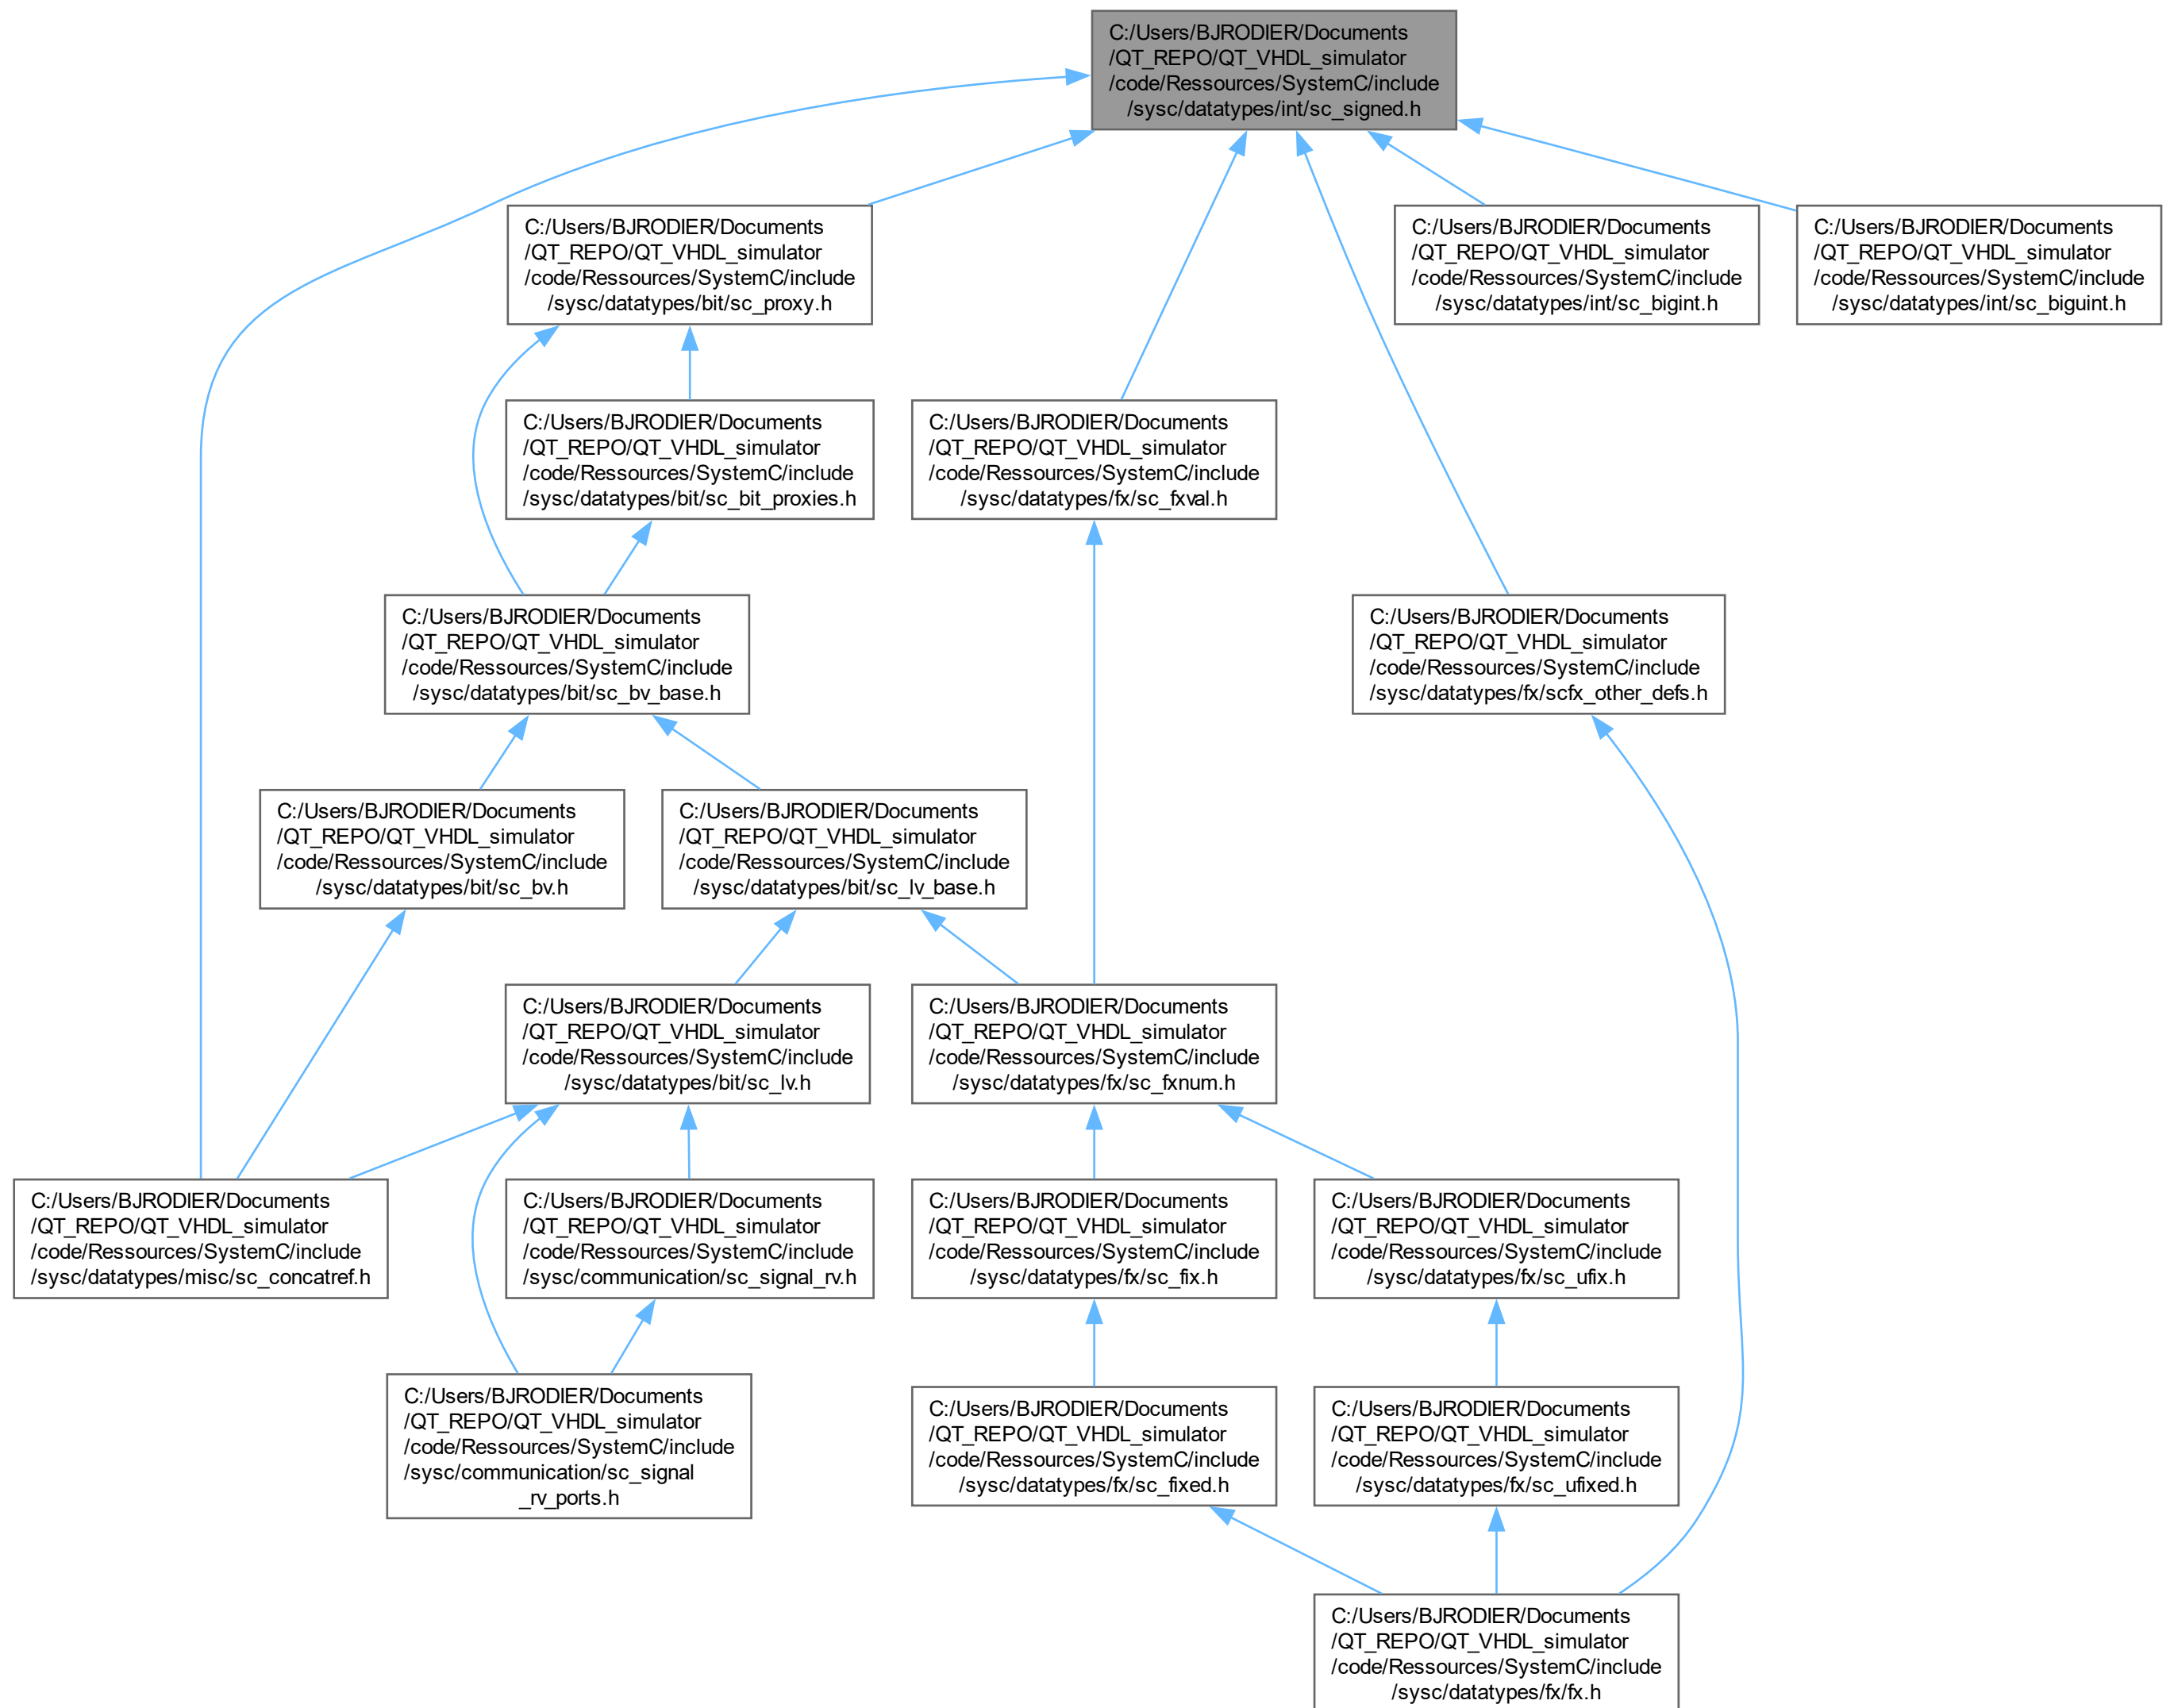 C:/Users/BJRODIER/Documents
/QT_REPO/QT_VHDL_simulator
/code/Ressources/SystemC/include
/sysc/datatypes/int/sc_signed.h
C:/Users/BJRODIER/Documents
/QT_REPO/QT_VHDL_simulator
/code/Ressources/SystemC/include
/sysc/datatypes/bit/sc_proxy.h
C:/Users/BJRODIER/Documents
/QT_REPO/QT_VHDL_simulator
/code/Ressources/SystemC/include
/sysc/datatypes/int/sc_bigint.h
C:/Users/BJRODIER/Documents
/QT_REPO/QT_VHDL_simulator
/code/Ressources/SystemC/include
/sysc/datatypes/int/sc_biguint.h
C:/Users/BJRODIER/Documents
/QT_REPO/QT_VHDL_simulator
/code/Ressources/SystemC/include
/sysc/datatypes/bit/sc_bit_proxies.h
C:/Users/BJRODIER/Documents
/QT_REPO/QT_VHDL_simulator
/code/Ressources/SystemC/include
/sysc/datatypes/fx/sc_fxval.h
C:/Users/BJRODIER/Documents
/QT_REPO/QT_VHDL_simulator
/code/Ressources/SystemC/include
/sysc/datatypes/bit/sc_bv_base.h
C:/Users/BJRODIER/Documents
/QT_REPO/QT_VHDL_simulator
/code/Ressources/SystemC/include
/sysc/datatypes/fx/scfx_other_defs.h
C:/Users/BJRODIER/Documents
/QT_REPO/QT_VHDL_simulator
/code/Ressources/SystemC/include
/sysc/datatypes/bit/sc_bv.h
C:/Users/BJRODIER/Documents
/QT_REPO/QT_VHDL_simulator
/code/Ressources/SystemC/include
/sysc/datatypes/bit/sc_lv_base.h
C:/Users/BJRODIER/Documents
/QT_REPO/QT_VHDL_simulator
/code/Ressources/SystemC/include
/sysc/datatypes/bit/sc_lv.h
C:/Users/BJRODIER/Documents
/QT_REPO/QT_VHDL_simulator
/code/Ressources/SystemC/include
/sysc/datatypes/fx/sc_fxnum.h
C:/Users/BJRODIER/Documents
/QT_REPO/QT_VHDL_simulator
/code/Ressources/SystemC/include
/sysc/datatypes/misc/sc_concatref.h
C:/Users/BJRODIER/Documents
/QT_REPO/QT_VHDL_simulator
/code/Ressources/SystemC/include
/sysc/communication/sc_signal_rv.h
C:/Users/BJRODIER/Documents
/QT_REPO/QT_VHDL_simulator
/code/Ressources/SystemC/include
/sysc/datatypes/fx/sc_fix.h
C:/Users/BJRODIER/Documents
/QT_REPO/QT_VHDL_simulator
/code/Ressources/SystemC/include
/sysc/datatypes/fx/sc_ufix.h
C:/Users/BJRODIER/Documents
/QT_REPO/QT_VHDL_simulator
/code/Ressources/SystemC/include
/sysc/communication/sc_signal
_rv_ports.h
C:/Users/BJRODIER/Documents
/QT_REPO/QT_VHDL_simulator
/code/Ressources/SystemC/include
/sysc/datatypes/fx/sc_fixed.h
C:/Users/BJRODIER/Documents
/QT_REPO/QT_VHDL_simulator
/code/Ressources/SystemC/include
/sysc/datatypes/fx/sc_ufixed.h
C:/Users/BJRODIER/Documents
/QT_REPO/QT_VHDL_simulator
/code/Ressources/SystemC/include
/sysc/datatypes/fx/fx.h